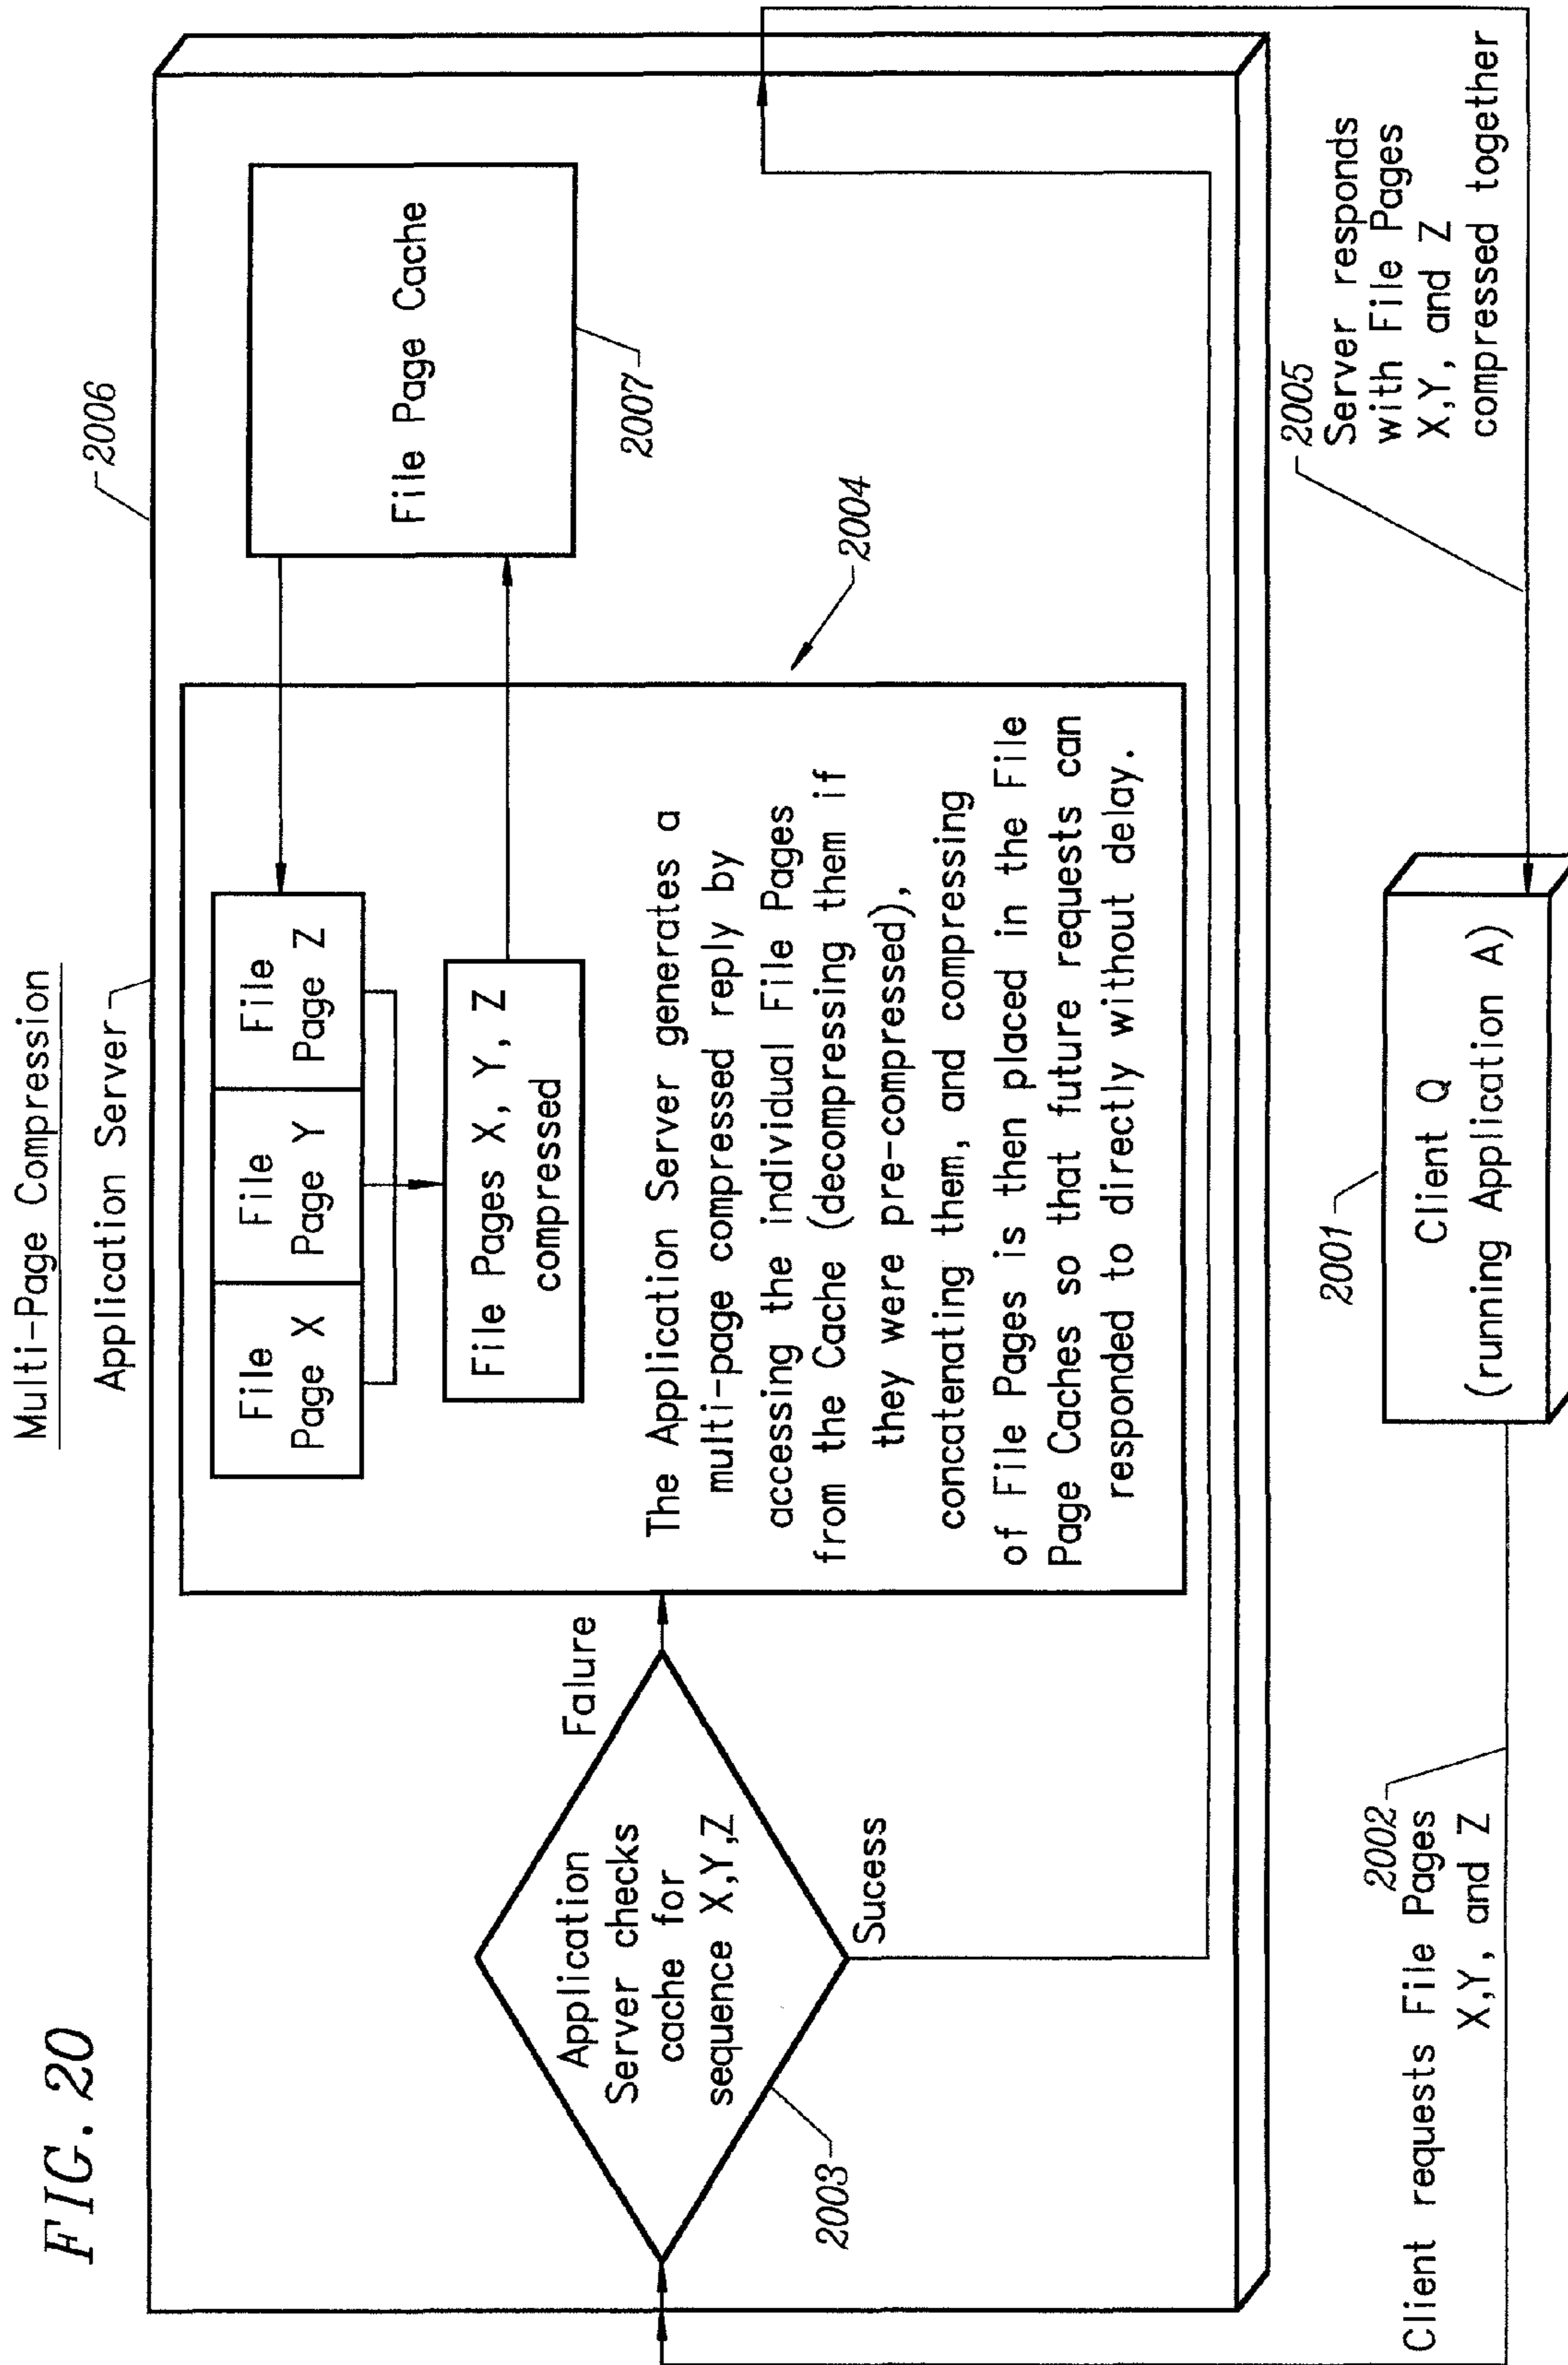 FIG. 20
Multi-Page Compression
Application Server
2006
File
Page X
File
Page Y
File
Page Z
File Pages X, Y, Z
compressed
File Page Cache
2007
Application
Server checks
cache for
sequence X,Y,Z
Falure
Sucess
2003
The Application Server generates a
multi-page compressed reply by
accessing the individual File Pages
from the Cache (decompressing them if
they were pre-compressed),
concatenating them, and compressing
of File Pages is then placed in the File
Page Caches so that future requests can
responded to directly without delay.
2004
2002
Client requests File Pages
X,Y, and Z
2001
Client Q
(running Application A)
2005
Server responds
with File Pages
X,Y, and Z
compressed together